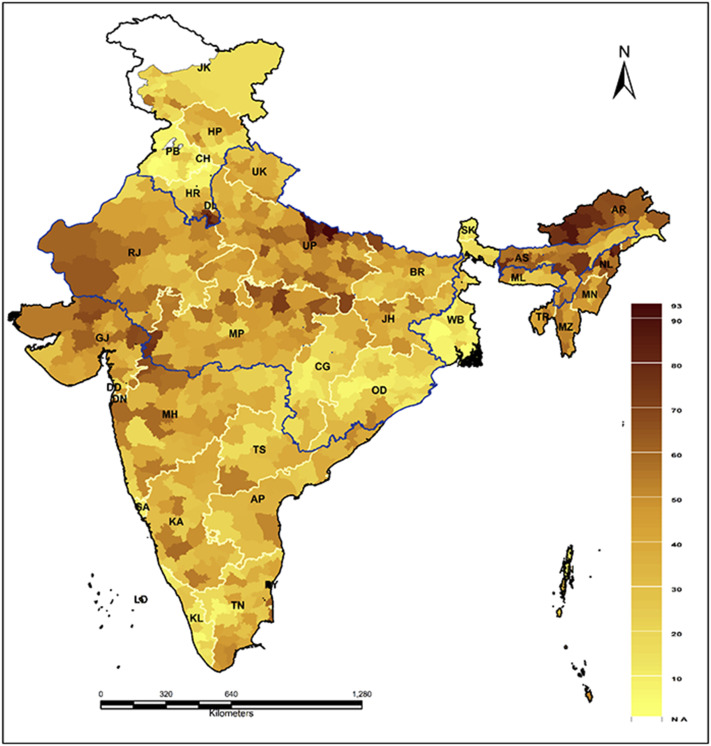 N
JK
HP
PB
CH
UK
HR
DL
AR
SK
RJ
UP
AS
NL
BR
ML
MN
TR
MZ
GJ
MP
JH
WB
CG
DD
DN
OD
MH
TS
GA
KA
AP
PY
LD
KL
TN
93
90
80
70
60
50
40
30
20
10
N A
0 320 640 1,280
Kilometers